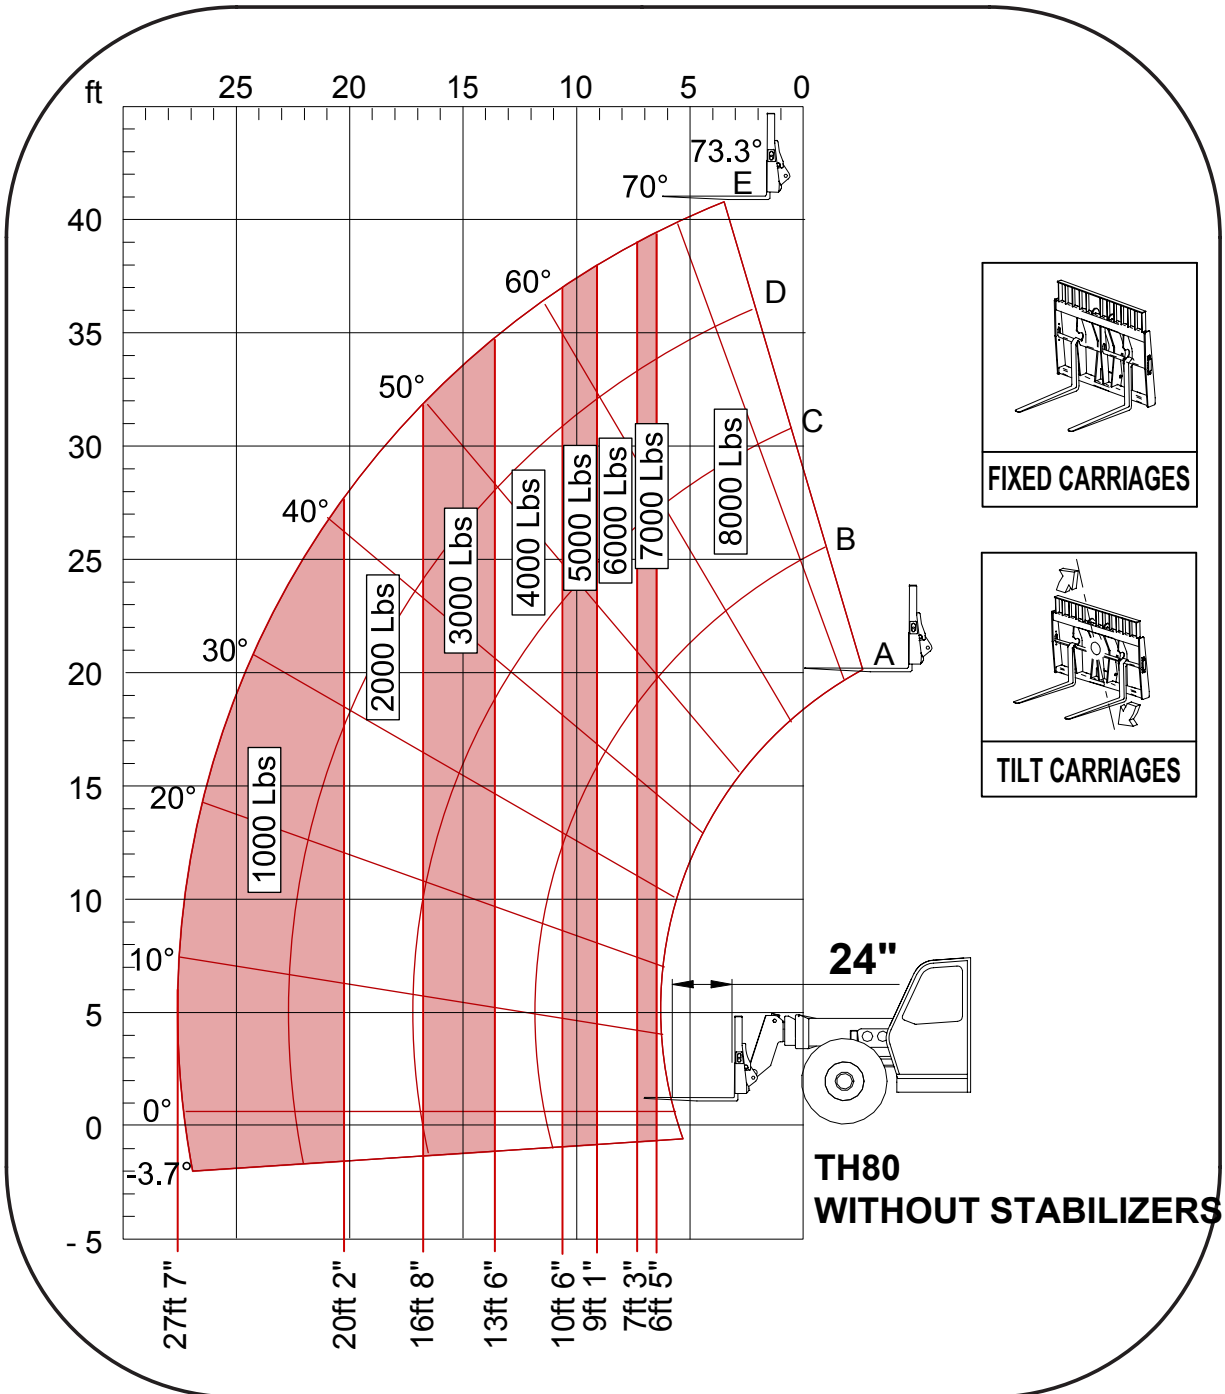 ft 25 20 15 10 5 0
73.3°
E
70°
40
60°
D
35
50°
C
30
B
25
40°
30°
A
20
20°
15
10
10°
5
0°
0
-3.7°
- 5
1000 Lbs
2000 Lbs
3000 Lbs
4000 Lbs
5000 Lbs
6000 Lbs
7000 Lbs
8000 Lbs
27ft 7"
20ft 2"
16ft 8"
13ft 6"
10ft 6"
9ft 1"
7ft 3"
6ft 5"
FIXED CARRIAGES
TILT CARRIAGES
24"
TH80
WITHOUT STABILIZERS